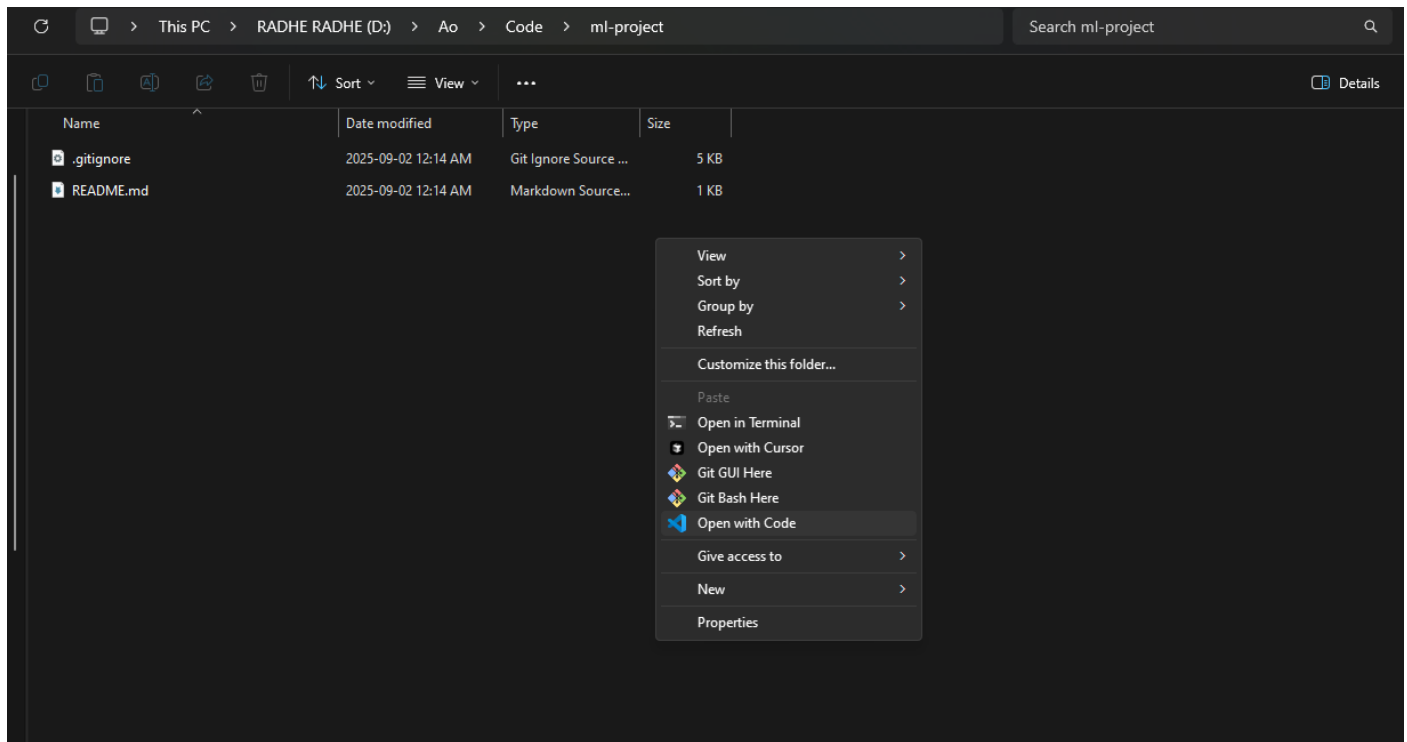 This PC > RADHE RADHE (D:) > Ao > Code > ml-project Search ml-project
Sort View ... Details
Name Date modified Type Size
.gitignore 2025-09-02 12:14 AM Git Ignore Source ... 5 KB
README.md 2025-09-02 12:14 AM Markdown Source... 1 KB
View
Sort by
Group by
Refresh
Customize this folder...
Paste
Open in Terminal
Open with Cursor
Git GUI Here
Git Bash Here
Open with Code
Give access to
New
Properties